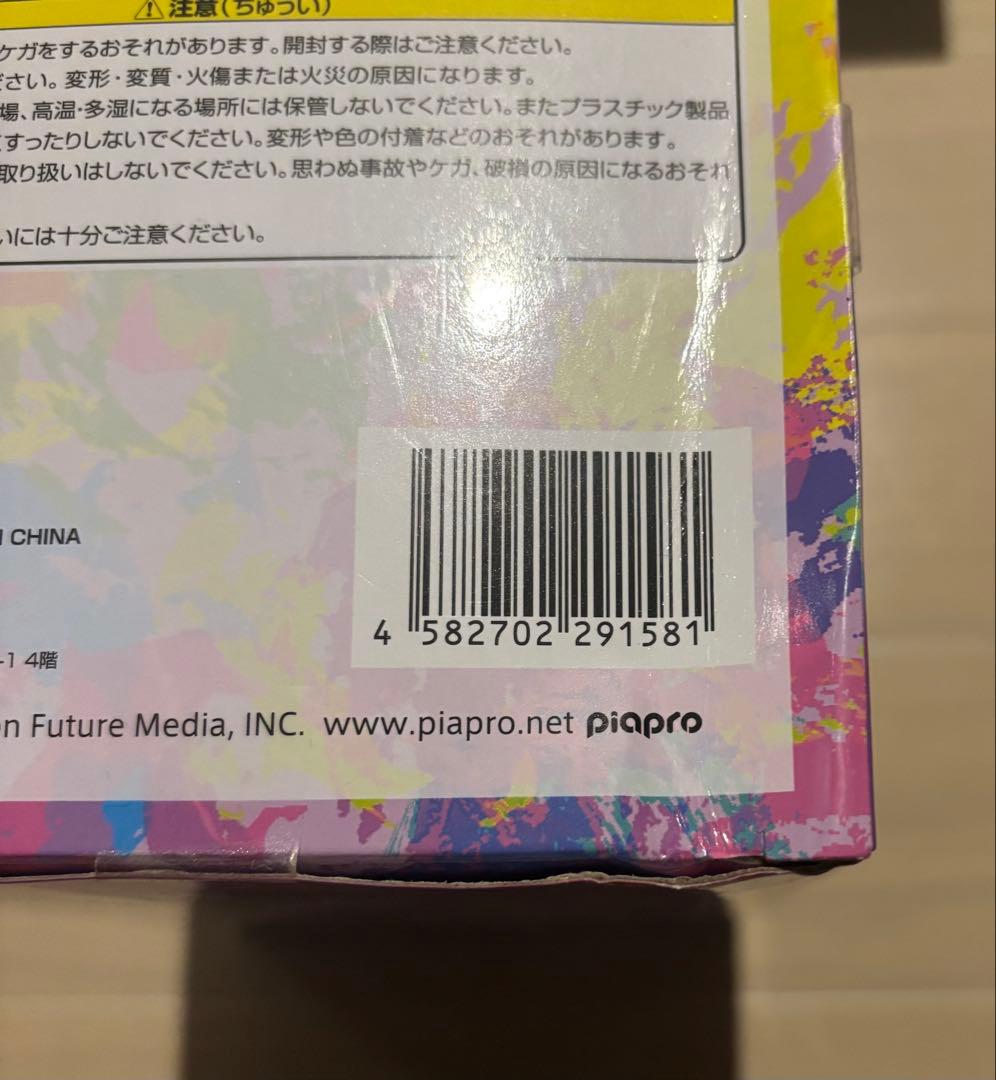 ⚠注意(ちゅうい)
ケガをするおそれがあります。開封する際はご注意ください。
ださい。変形・変質・火傷または火災の原因になります。
場、高温・多湿になる場所には保管しないでください。またプラスチック製品
こすったりしないでください。変形や色の付着などのおそれがあります。
取り扱いはしないでください。思わぬ事故やケガ、破損の原因になるおそれ
いには十分ご注意ください。
CHINA
4 582702 291581
-1 4階
on Future Media, INC. www.piapro.net piapro